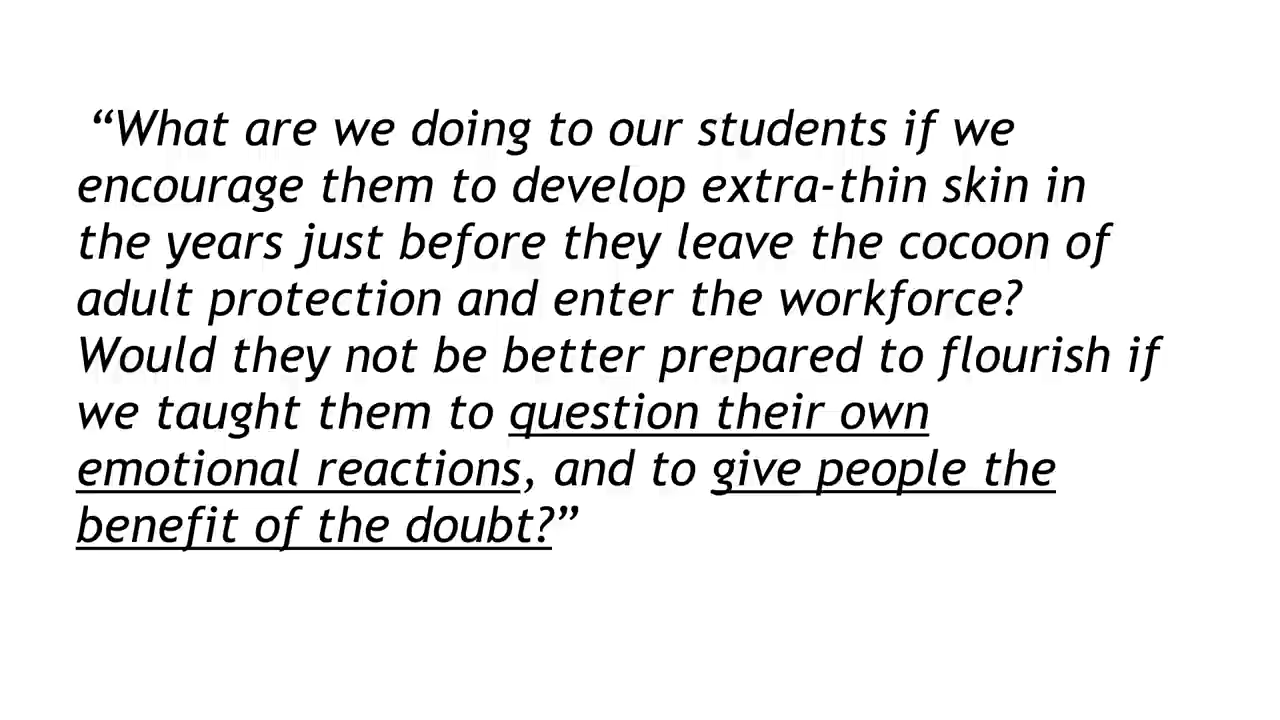 “What are we doing to our students if we
encourage them to develop extra-thin skin in
the years just before they leave the cocoon of
adult protection and enter the workforce?
Would they not be better prepared to flourish if
we taught them to question their own
emotional reactions, and to give people the
benefit of the doubt?”